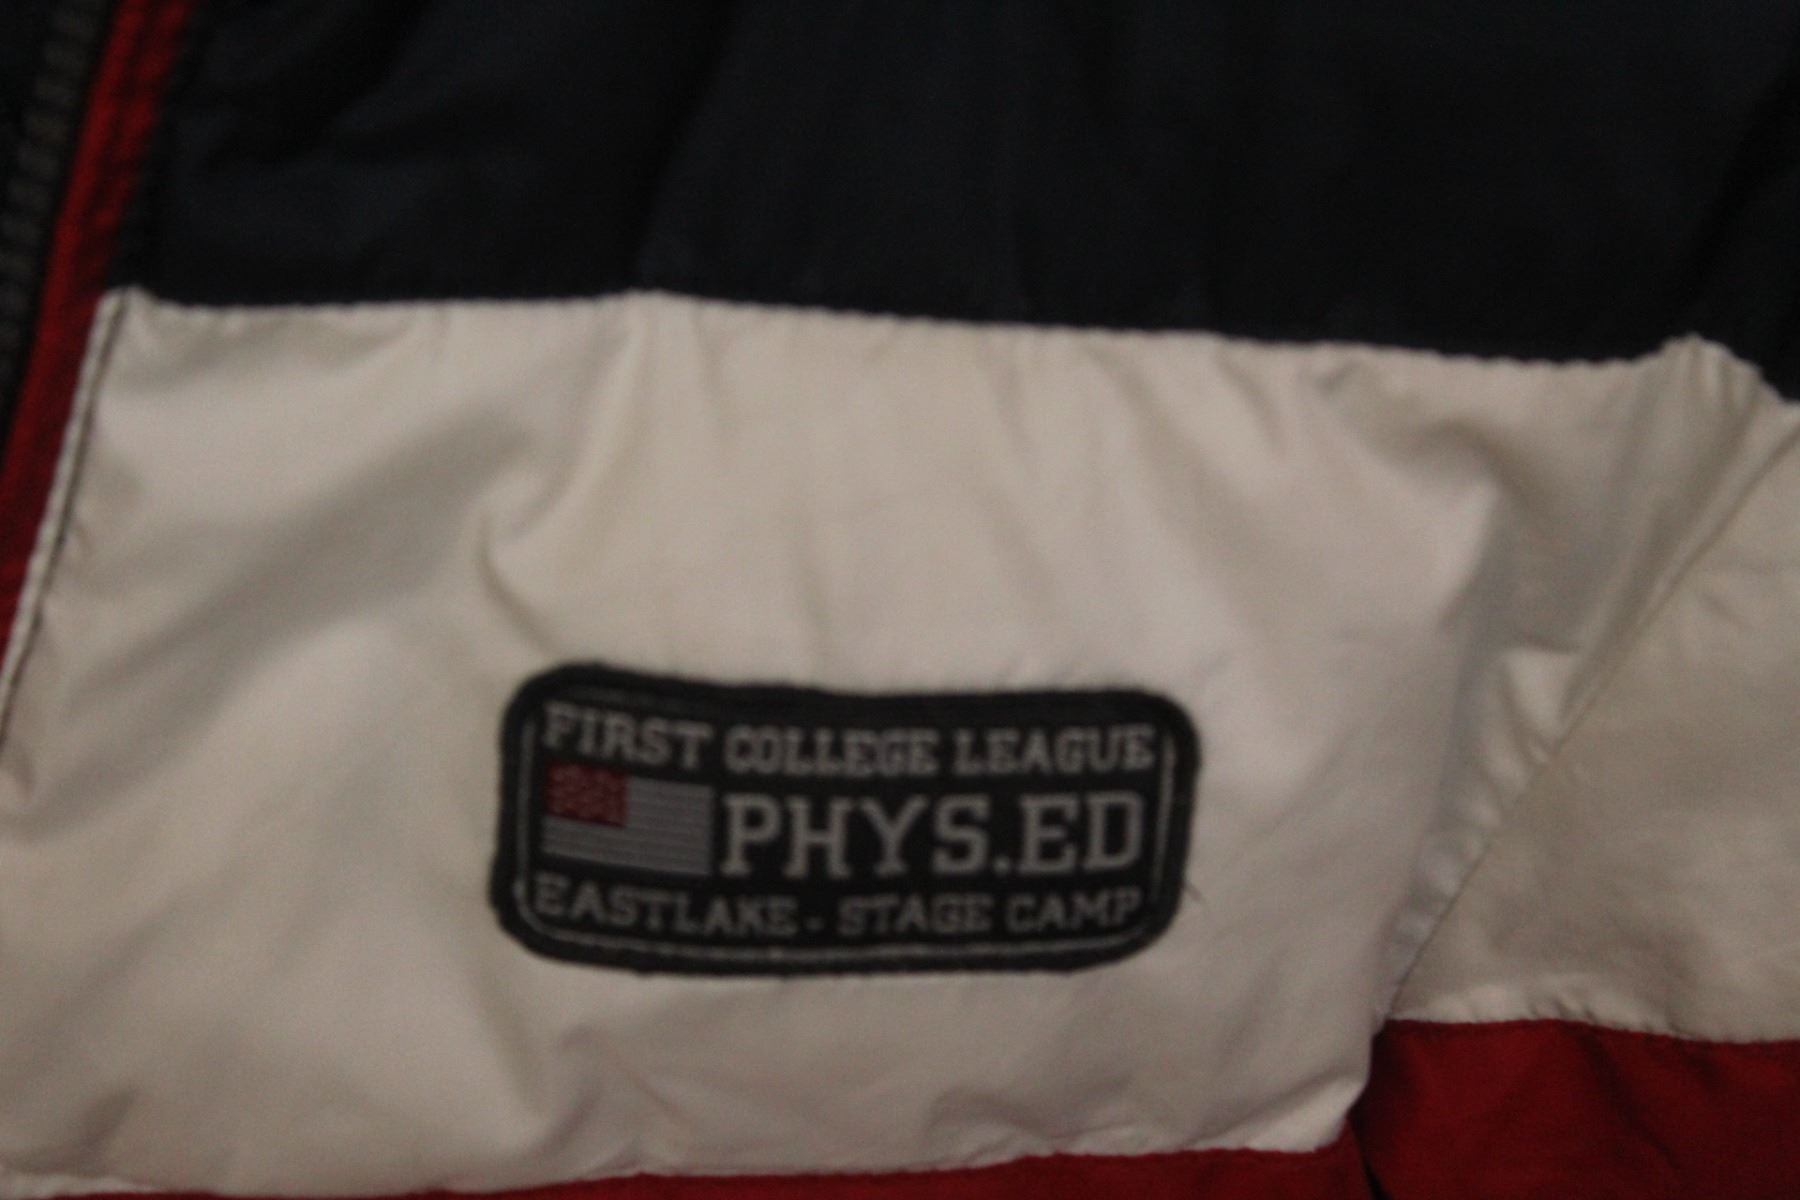 FIRST COLLEGE LEAGUE
PHYS.ED
EASTLAKE - STAGE CAMP